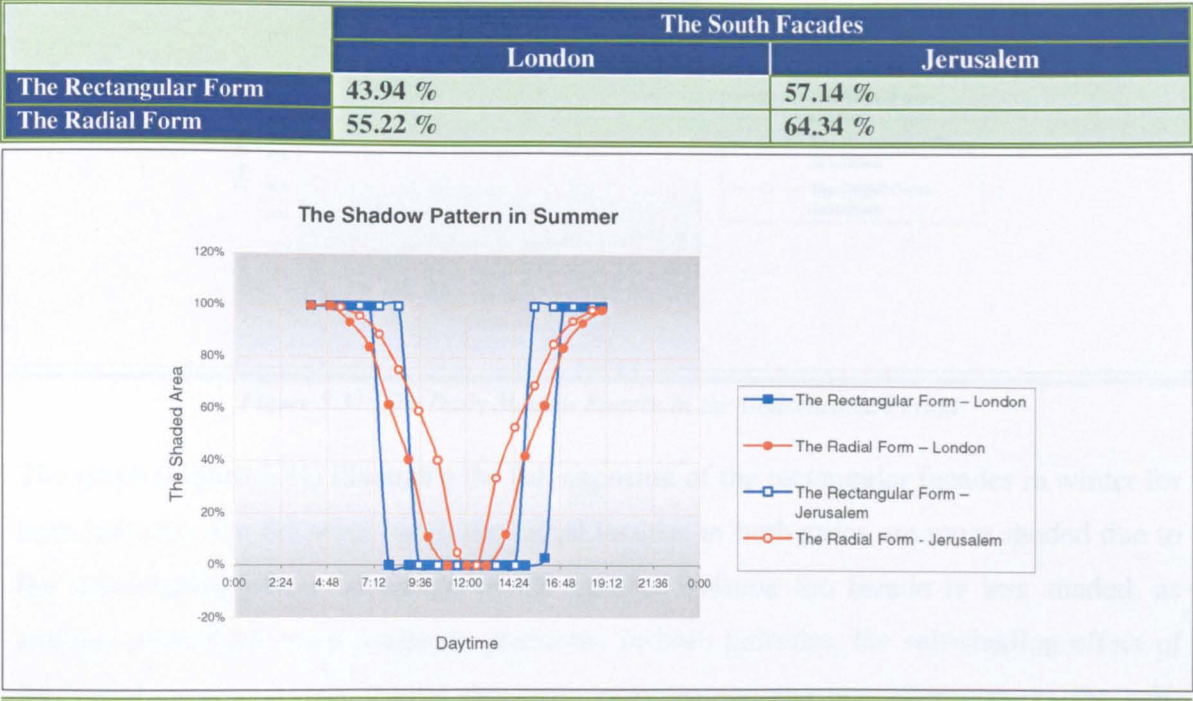 The South Facades
London Jerusalem
The Rectangular Form 43.94 % 57.14 %
The Radial Form 55.22 % 64.34 %
The Shadow Pattern in Summer
120%
100%
80%
60%
40%
20%
0%
-20%
The Shaded Area
0:00 2:24 4:48 7:12 9:36 12:00 14:24 16:48 19:12 21:36 0:00
Daytime
The Rectangular Form – London
The Radial Form – London
The Rectangular Form –
Jerusalem
The Radial Form - Jerusalem